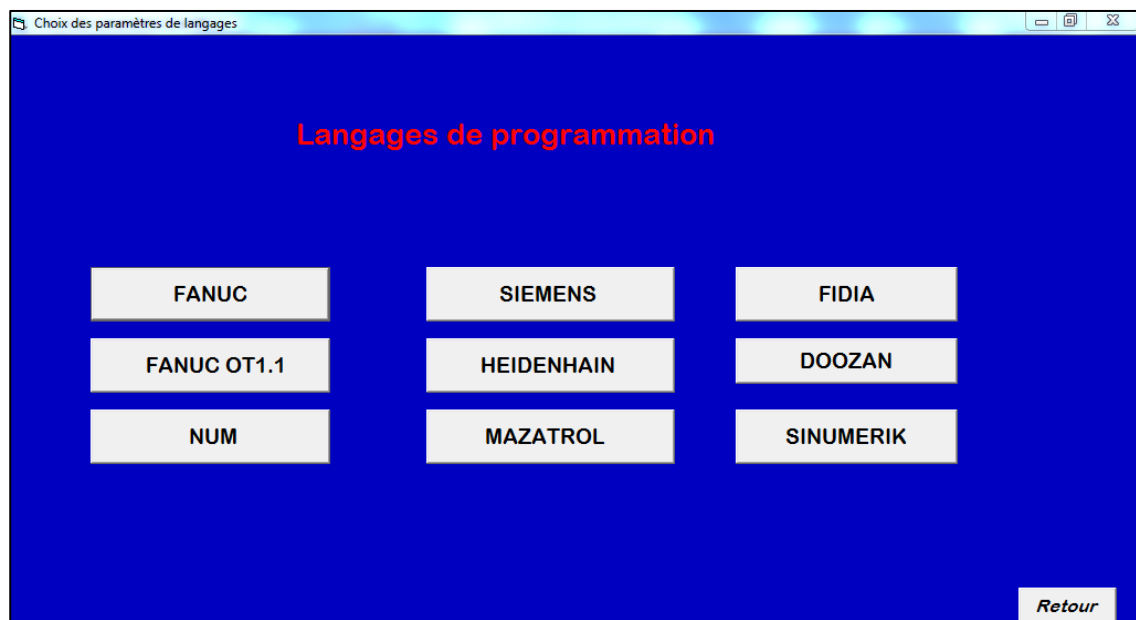 Choix des paramètres de langages
Langages de programmation
FANUC SIEMENS FIDIA
FANUC OT1.1 HEIDENHAIN DOOZAN
NUM MAZATROL SINUMERIK
Retour